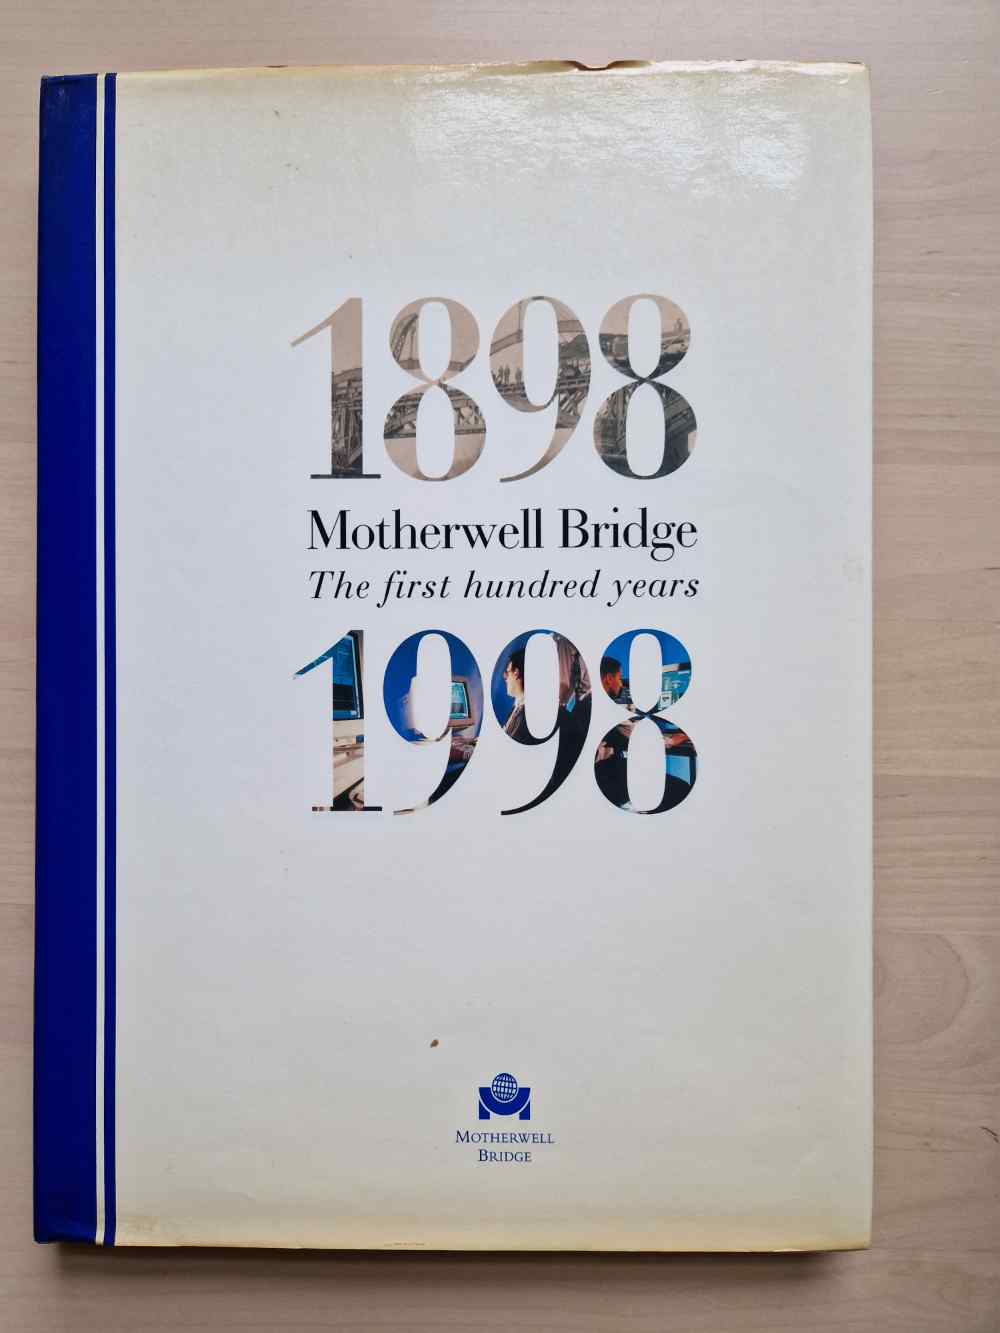 1898
Motherwell Bridge
The first hundred years
1998
MOTHERWELL
BRIDGE